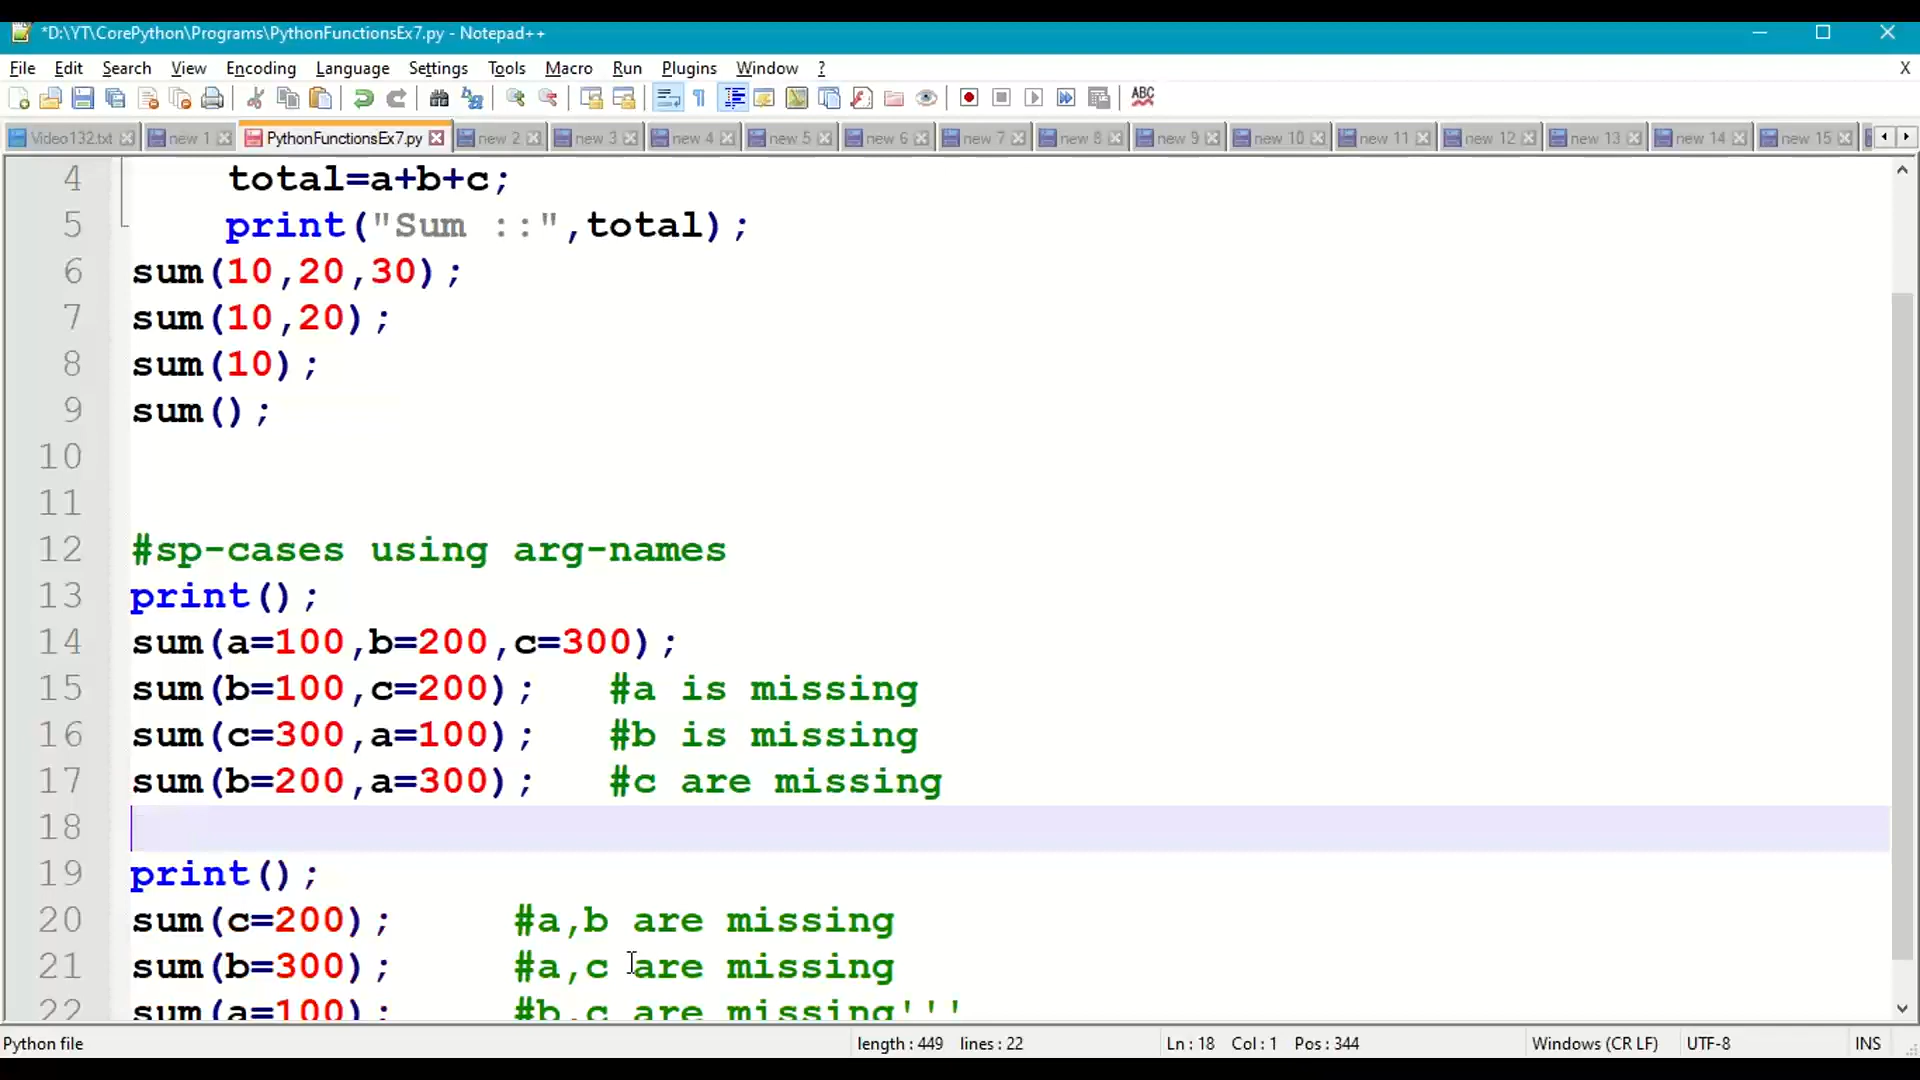 *D:\YT\CorePython\Programs\PythonFunctionsEx7.py - Notepad++
File Edit Search View Encoding Language Settings Tools Macro Run Plugins Window ? X
ABC
Video132.txt new 1 PythonFunctionsEx7.py new 2 new 3 new 4 new 5 new 6 new 7 new 8 new 9 new 10 new 11 new 12 new 13 new 14 new 15
4 total=a+b+c;
5 print("Sum ::",total);
6 sum(10,20,30);
7 sum(10,20);
8 sum(10);
9 sum();
10
11
12 #sp-cases using arg-names
13 print();
14 sum(a=100,b=200,c=300);
15 sum(b=100,c=200); #a is missing
16 sum(c=300,a=100); #b is missing
17 sum(b=200,a=300); #c are missing
18
19 print();
20 sum(c=200); #a,b are missing
21 sum(b=300); #a,c are missing
22 sum(a=100); #b,c are missing'''
Python file length : 449 lines : 22 Ln : 18 Col : 1 Pos : 344 Windows (CR LF) UTF-8 INS